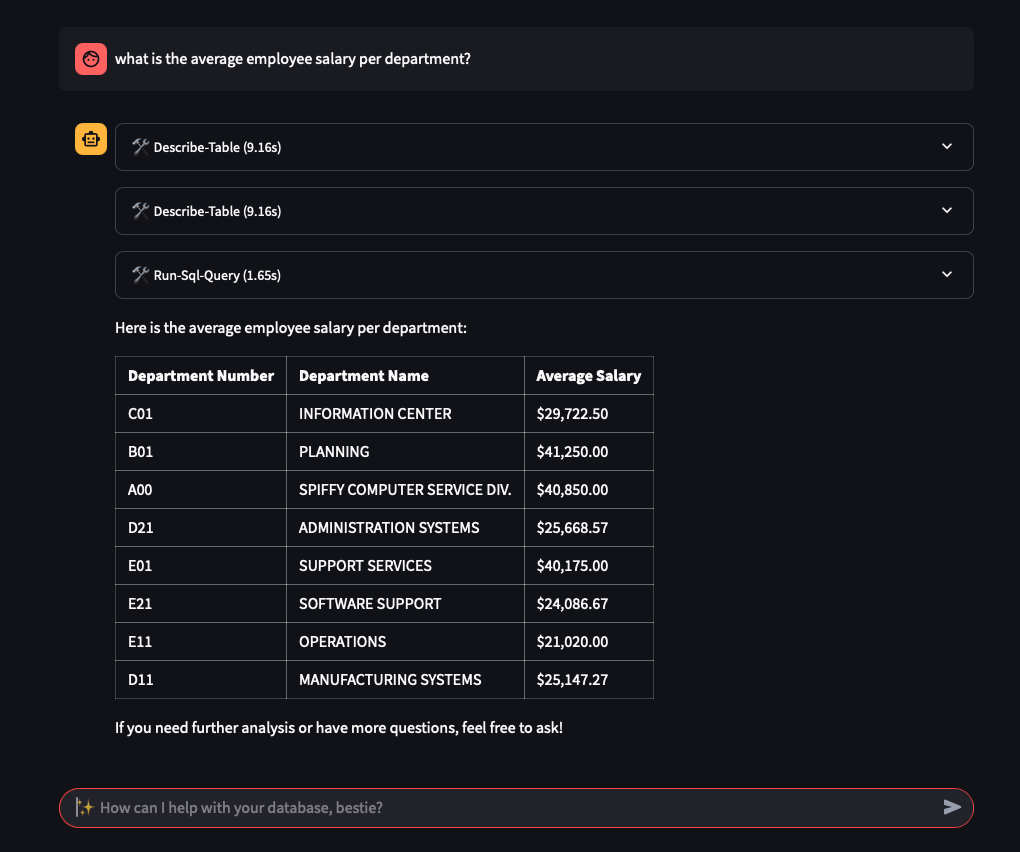 what is the average employee salary per department?
🛠️ Describe-Table (9.16s)
🛠️ Describe-Table (9.16s)
🛠️ Run-Sql-Query (1.65s)
Here is the average employee salary per department:
Department Number Department Name Average Salary
C01 INFORMATION CENTER $29,722.50
B01 PLANNING $41,250.00
A00 SPIFFY COMPUTER SERVICE DIV. $40,850.00
D21 ADMINISTRATION SYSTEMS $25,668.57
E01 SUPPORT SERVICES $40,175.00
E21 SOFTWARE SUPPORT $24,086.67
E11 OPERATIONS $21,020.00
D11 MANUFACTURING SYSTEMS $25,147.27
If you need further analysis or have more questions, feel free to ask!
✨ How can I help with your database, bestie?